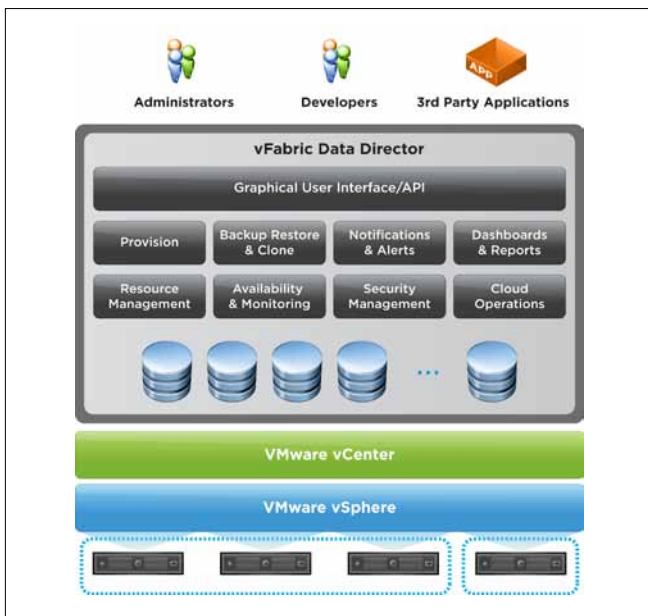 APP
Administrators
Developers
3rd Party Applications
vFabric Data Director
Graphical User Interface/API
Provision
Backup Restore
& Clone
Notifications
& Alerts
Dashboards
& Reports
Resource
Management
Availability
& Monitoring
Security
Management
Cloud
Operations
...
VMware vCenter
VMware vSphere